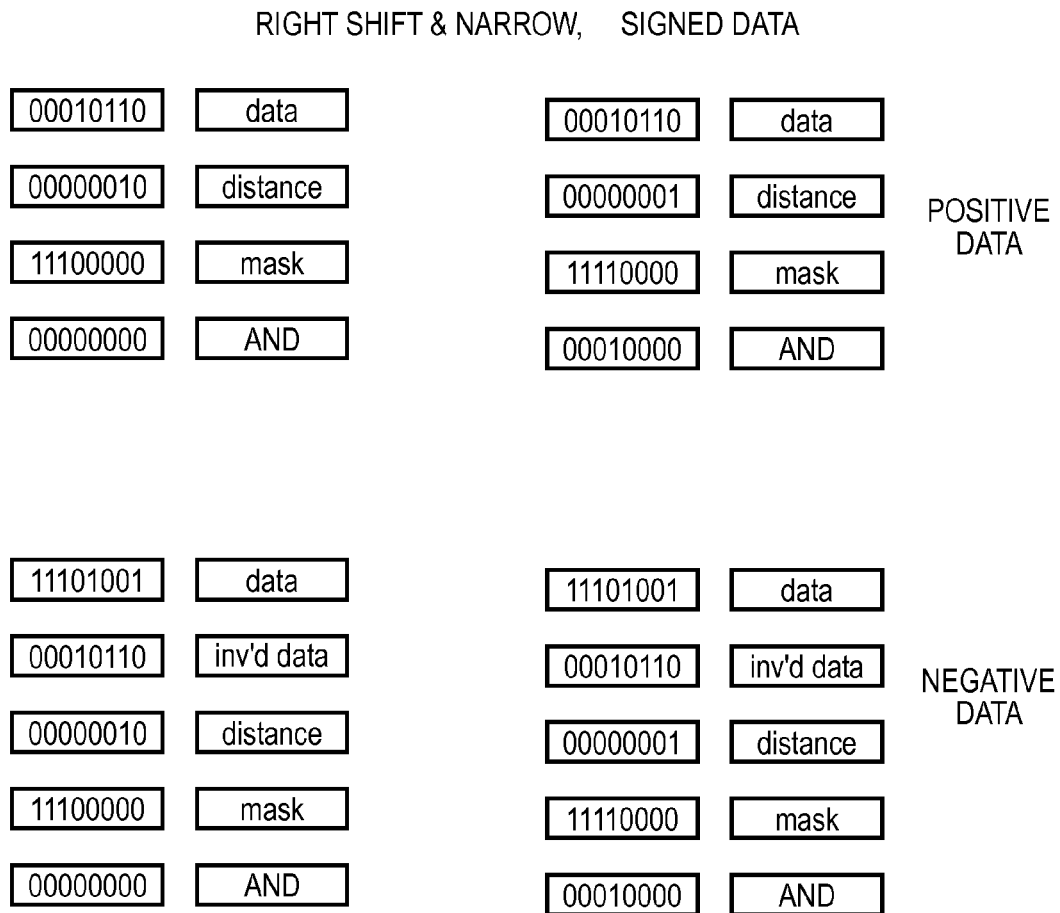 RIGHT SHIFT & NARROW, SIGNED DATA
00010110 data
00000010 distance
11100000 mask
00000000 AND
00010110 data
00000001 distance
11110000 mask
00010000 AND
POSITIVE
DATA
11101001 data
00010110 inv'd data
00000010 distance
11100000 mask
00000000 AND
11101001 data
00010110 inv'd data
00000001 distance
11110000 mask
00010000 AND
NEGATIVE
DATA